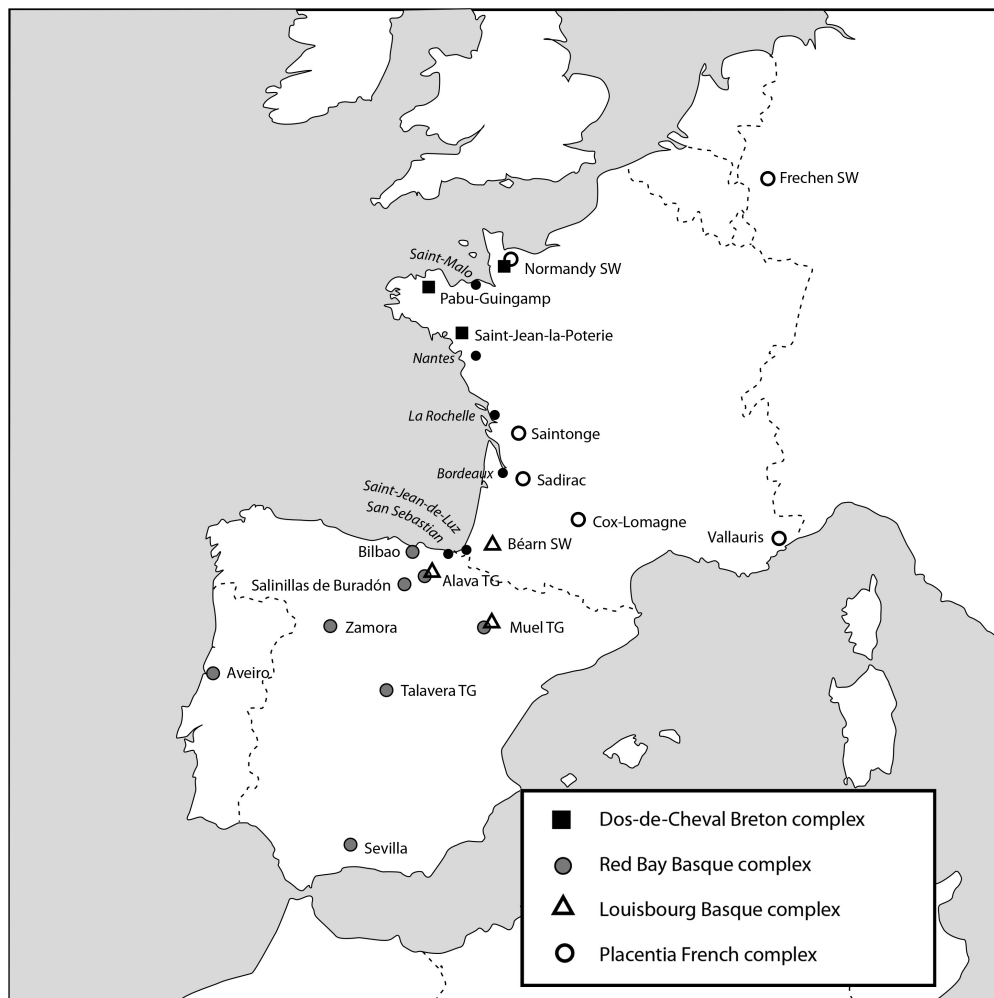 Frechen SW
Saint-Malo
Normandy SW
Pabu-Guingamp
Saint-Jean-la-Poterie
Nantes
La Rochelle
Saintonge
Bordeaux
Sadirac
Saint-Jean-de-Luz
San Sebastian
Cox-Lomagne
Vallauris
Béarn SW
Bilbao
Alava TG
Salinillas de Buradón
Zamora
Muel TG
Aveiro
Talavera TG
Sevilla
Dos-de-Cheval Breton complex
Red Bay Basque complex
Louisbourg Basque complex
Placentia French complex